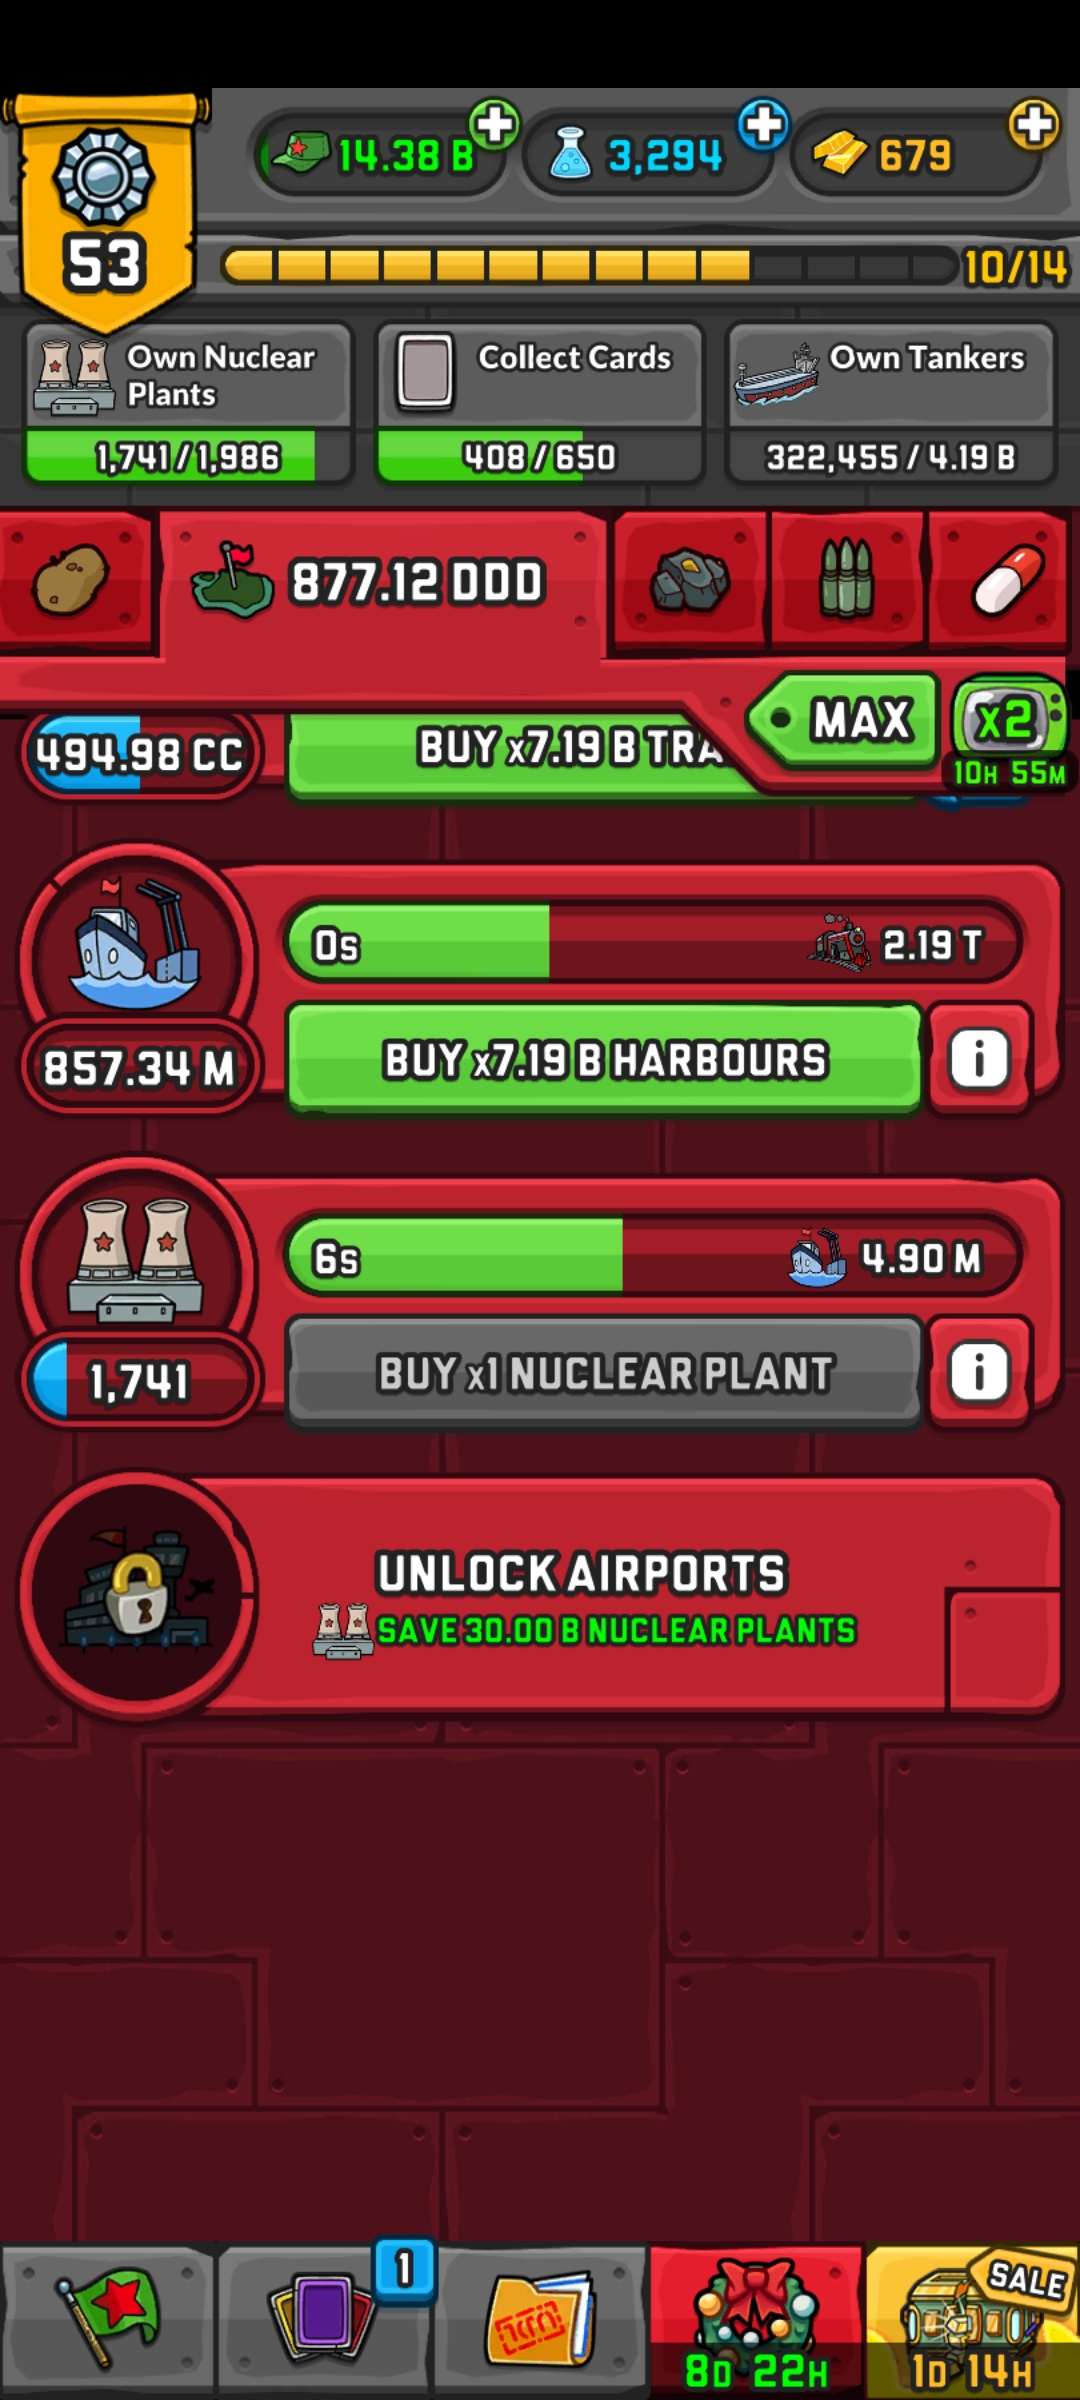 14.38 B
3,294
679
53
10/14
Own Nuclear
Plants
Collect Cards
Own Tankers
1,741/1,986
408/650
322,455/4.19 B
877.12 DDD
MAX
x2
10H 55M
494.98 CC
BUY x7.19 B TRA
0s
2.19 T
857.34 M
BUY x7.19 B HARBOURS
i
6s
4.90 M
1,741
BUY x1 NUCLEAR PLANT
i
UNLOCK AIRPORTS
SAVE 30.00 B NUCLEAR PLANTS
1
SALE
8D 22H
1D 14H